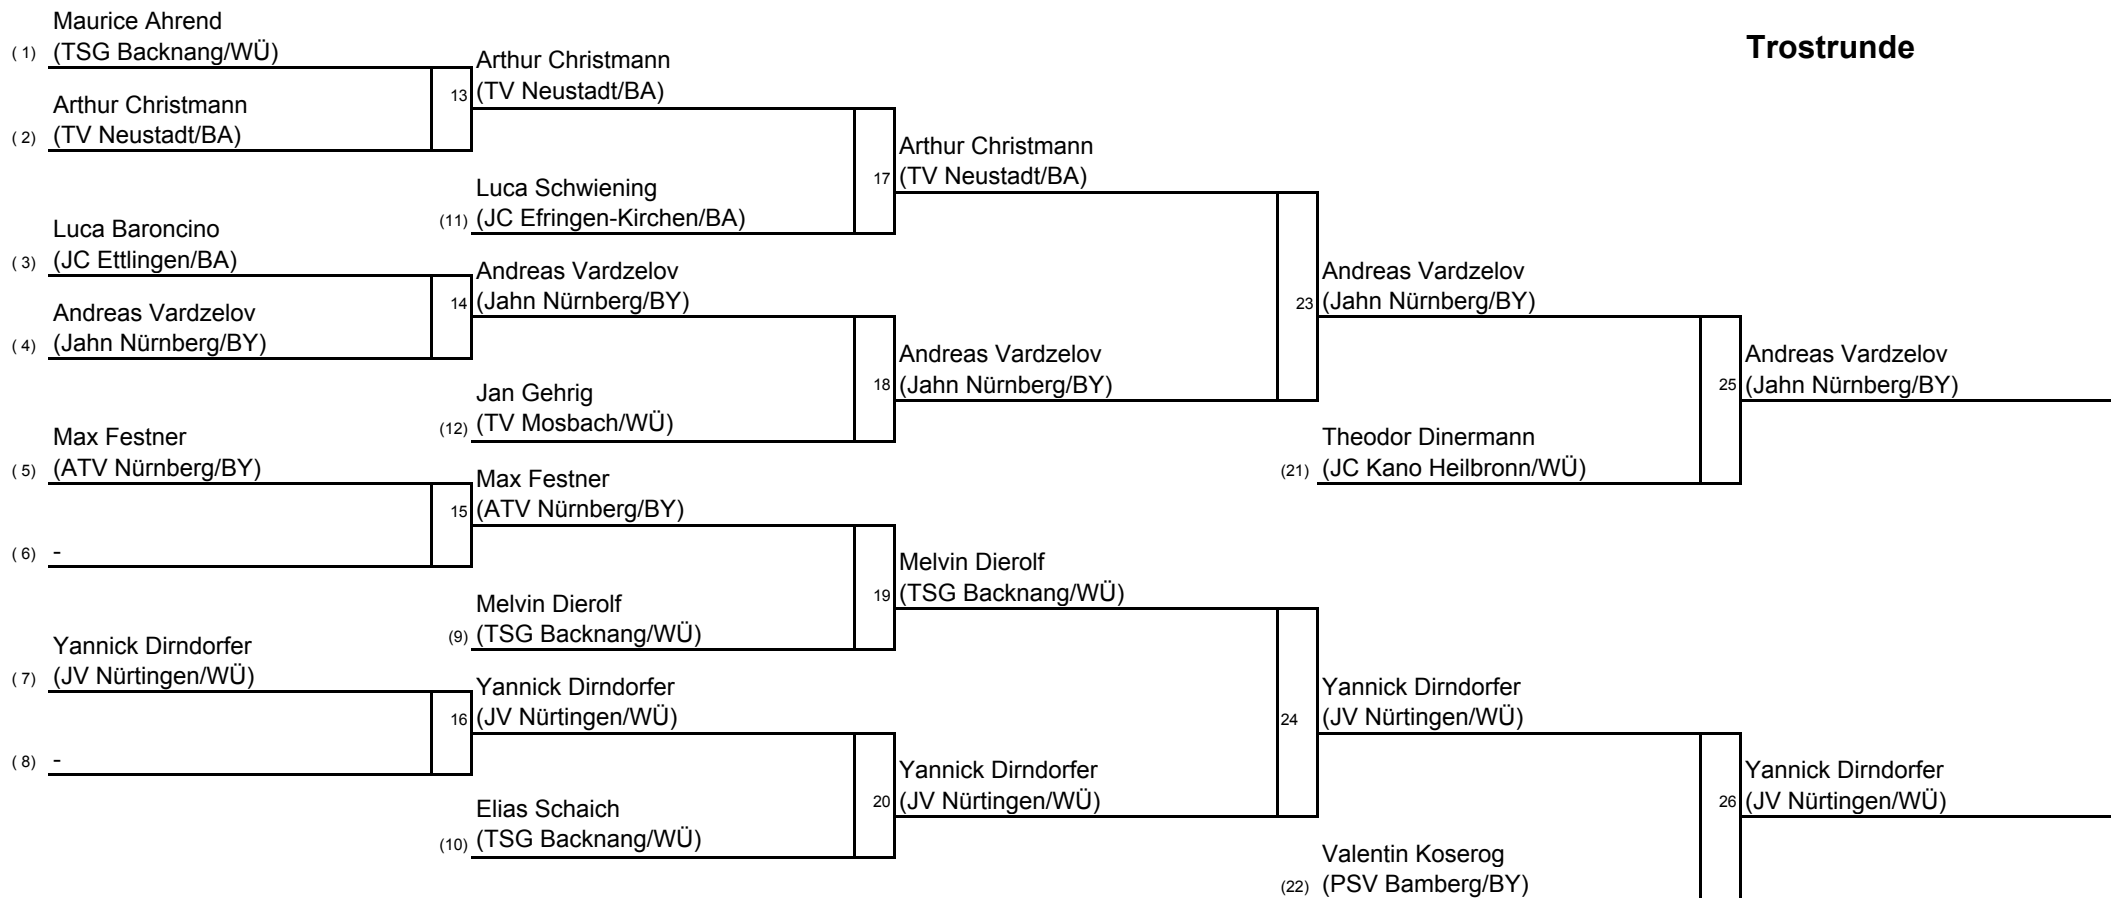 Trostrunde
Maurice Ahrend
( 1) (TSG Backnang/WÜ)
Arthur Christmann
( 2) (TV Neustadt/BA)
Luca Baroncino
( 3) (JC Ettlingen/BA)
Andreas Vardzelov
( 4) (Jahn Nürnberg/BY)
Max Festner
( 5) (ATV Nürnberg/BY)
( 6) -
Yannick Dirndorfer
( 7) (JV Nürtingen/WÜ)
( 8) -
Arthur Christmann
13 (TV Neustadt/BA)
Luca Schwiening
(11) (JC Efringen-Kirchen/BA)
Andreas Vardzelov
14 (Jahn Nürnberg/BY)
Jan Gehrig
(12) (TV Mosbach/WÜ)
Max Festner
15 (ATV Nürnberg/BY)
Melvin Dierolf
(9) (TSG Backnang/WÜ)
Yannick Dirndorfer
16 (JV Nürtingen/WÜ)
Elias Schaich
(10) (TSG Backnang/WÜ)
Arthur Christmann
17 (TV Neustadt/BA)
Andreas Vardzelov
18 (Jahn Nürnberg/BY)
Melvin Dierolf
19 (TSG Backnang/WÜ)
Yannick Dirndorfer
20 (JV Nürtingen/WÜ)
Andreas Vardzelov
23 (Jahn Nürnberg/BY)
Theodor Dinermann
(21) (JC Kano Heilbronn/WÜ)
Yannick Dirndorfer
24 (JV Nürtingen/WÜ)
Valentin Koserog
(22) (PSV Bamberg/BY)
Andreas Vardzelov
25 (Jahn Nürnberg/BY)
Yannick Dirndorfer
26 (JV Nürtingen/WÜ)